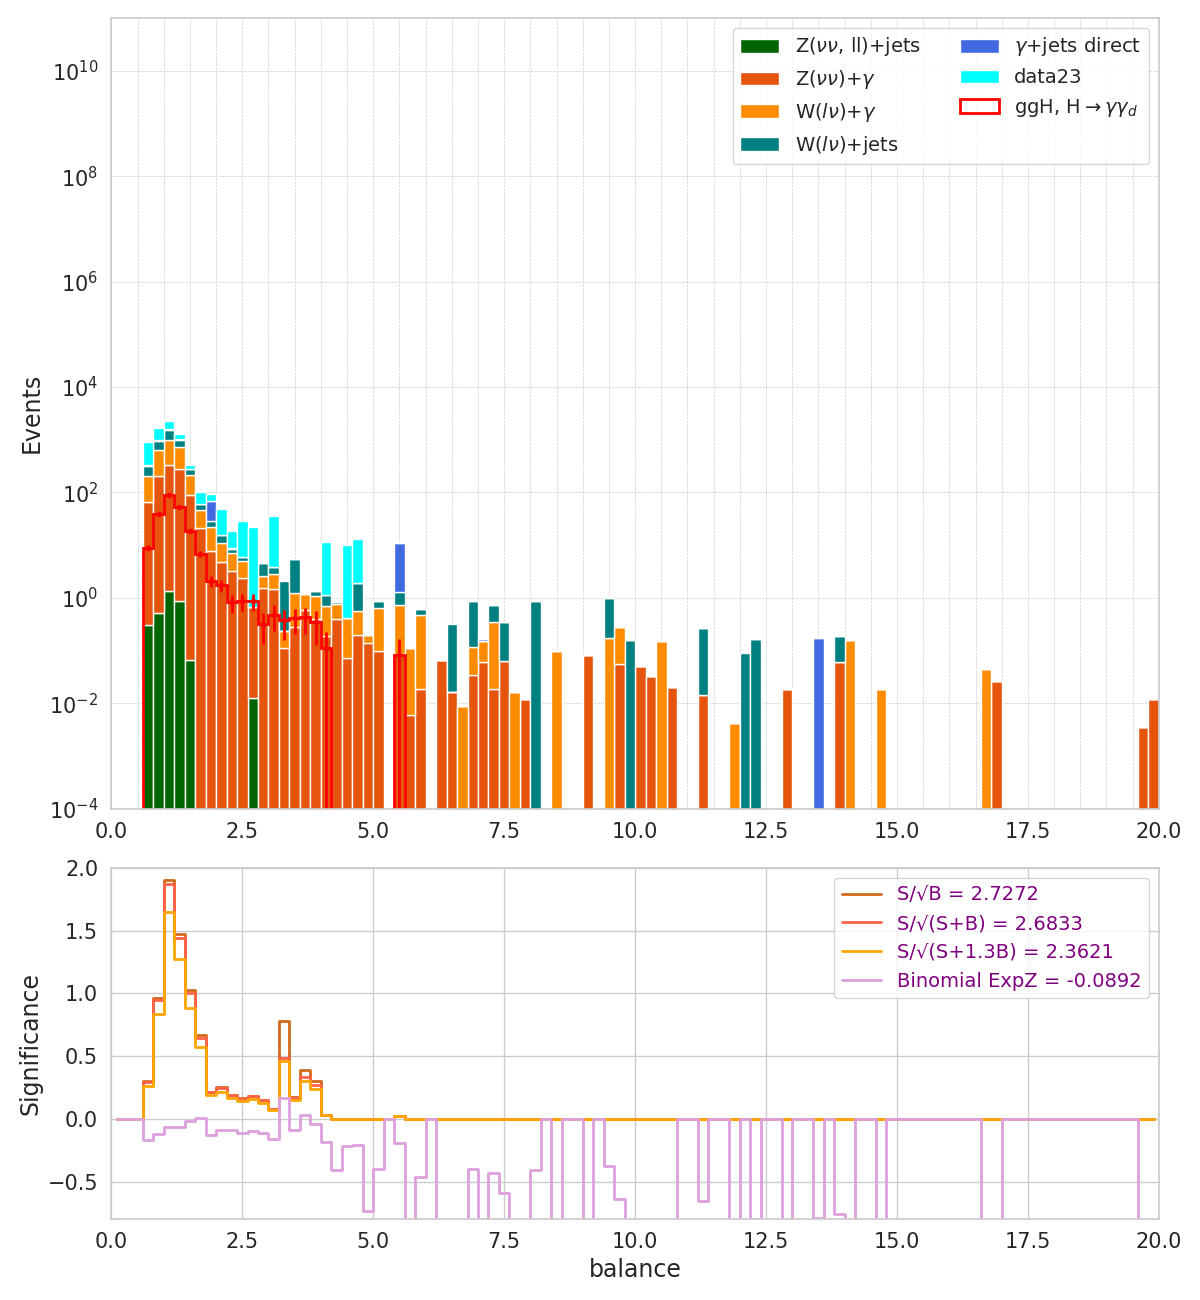 Z(νν, ll)+jets
Z(νν)+γ
W(lν)+γ
W(lν)+jets
γ+jets direct
data23
ggH, H→γγ_d
Events
10^10
10^8
10^6
10^4
10^2
10^0
10^−2
10^−4
0.0 2.5 5.0 7.5 10.0 12.5 15.0 17.5 20.0
S/√B = 2.7272
S/√(S+B) = 2.6833
S/√(S+1.3B) = 2.3621
Binomial ExpZ = -0.0892
Significance
2.0
1.5
1.0
0.5
0.0
−0.5
0.0 2.5 5.0 7.5 10.0 12.5 15.0 17.5 20.0
balance